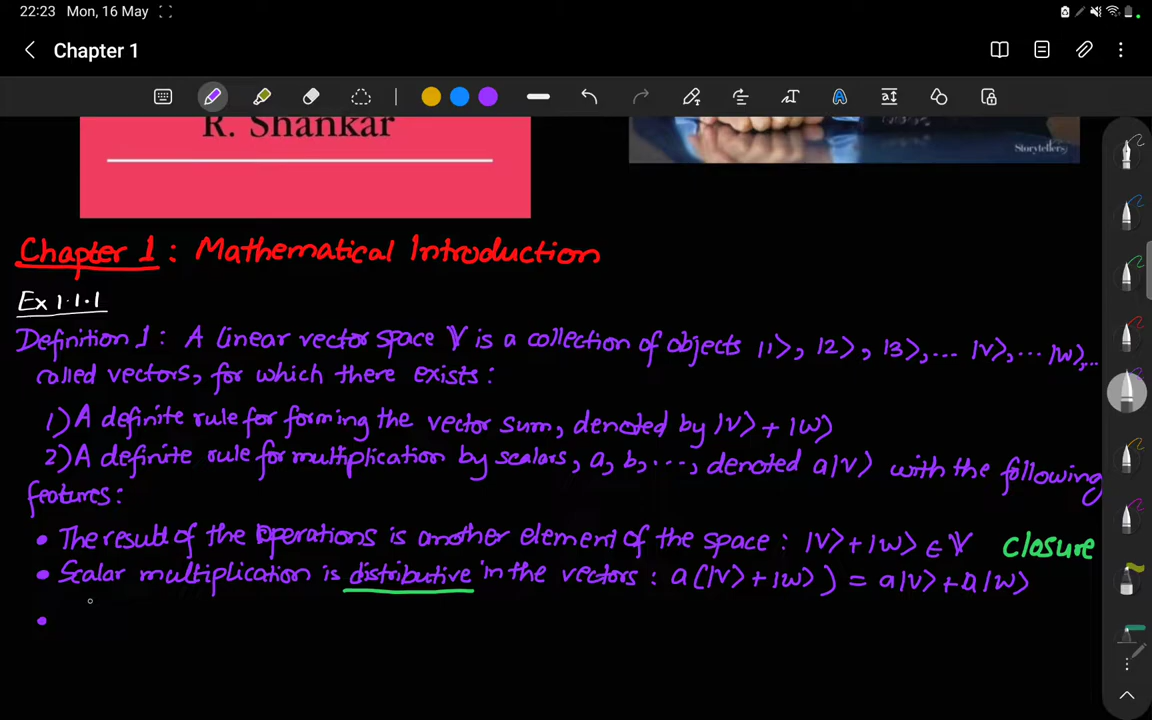 22:23 Mon, 16 May
Chapter 1
R. Shankar
Storytellers
Chapter 1 : Mathematical Introduction
Ex 1.1.1
Definition 1 : A linear vector space 𝕍 is a collection of objects |1>, |2>, |3>, ... |V>, ... |W>, ...
called vectors, for which there exists :
1) A definite rule for forming the vector sum, denoted by |V> + |W>
2) A definite rule for multiplication by scalars, a, b, ..., denoted a|V> with the following
features :
• The result of the operations is another element of the space : |V> + |W> ∈ 𝕍 closure
• Scalar multiplication is distributive in the vectors : a(|V> + |W>) = a|V> + a|W>
•